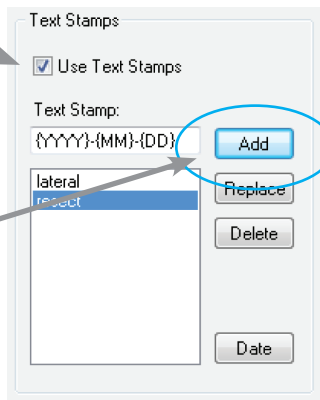 Text Stamps
Use Text Stamps
Text Stamp:
{YYYY}-{MM}-{DD}
Add
lateral
resect
Replace
Delete
Date